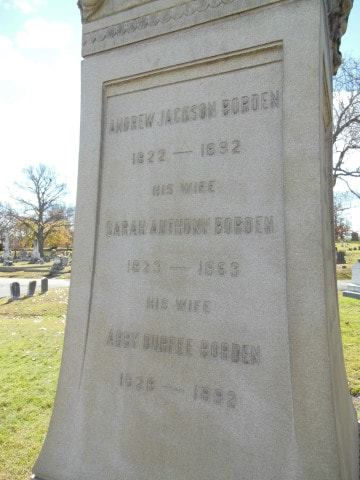 ANDREW JACKSON BORDEN
1822 — 1892
HIS WIFE
SARAH ANTHONY BORDEN
1823 — 1863
HIS WIFE
ABBY DURFEE BORDEN
1828 — 1892